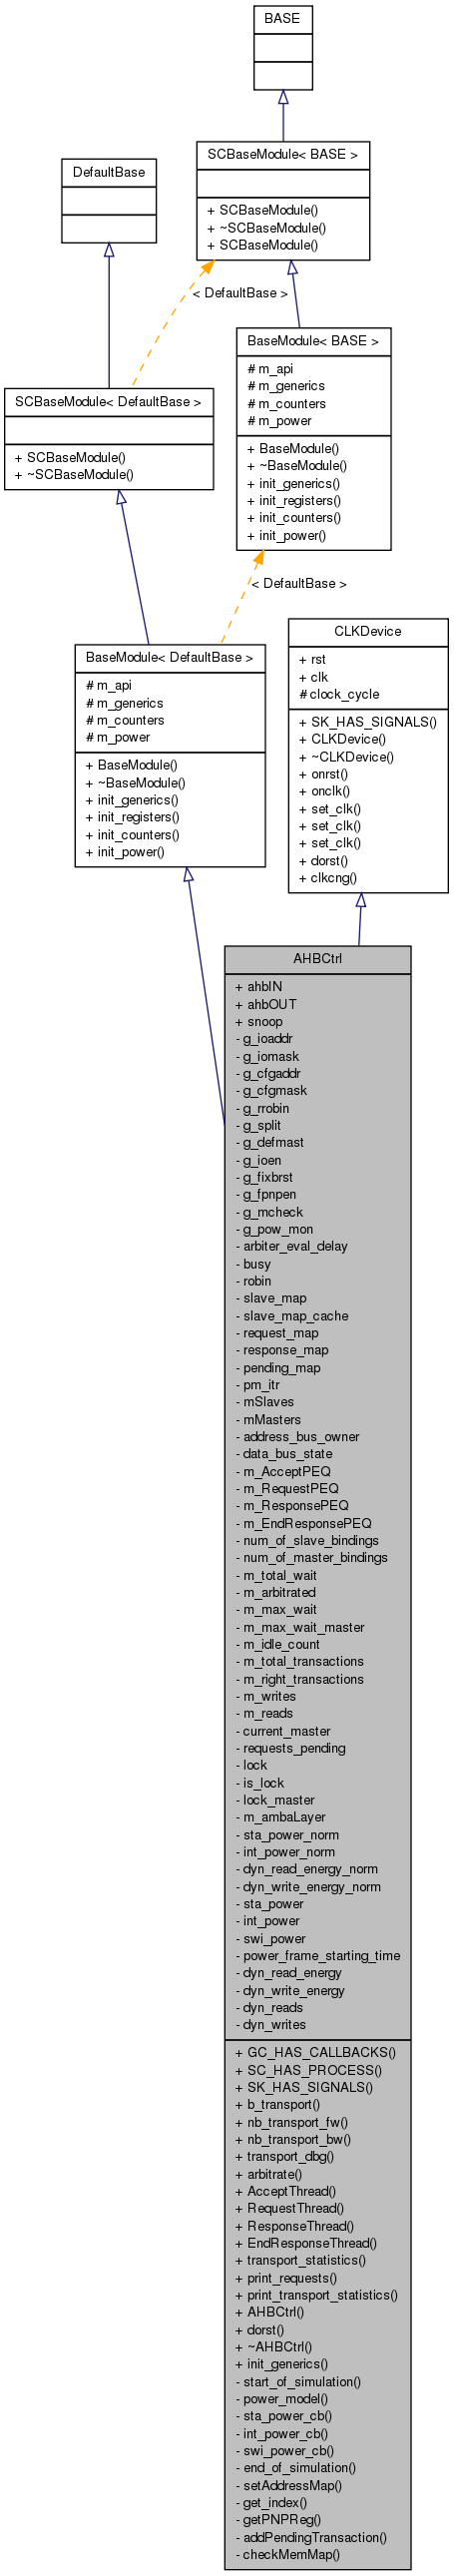 BASE
SCBaseModule< BASE >
+ SCBaseModule()
+ ~SCBaseModule()
+ SCBaseModule()
DefaultBase
< DefaultBase >
BaseModule< BASE >
# m_api
# m_generics
# m_counters
# m_power
+ BaseModule()
+ ~BaseModule()
+ init_generics()
+ init_registers()
+ init_counters()
+ init_power()
SCBaseModule< DefaultBase >
+ SCBaseModule()
+ ~SCBaseModule()
< DefaultBase >
BaseModule< DefaultBase >
# m_api
# m_generics
# m_counters
# m_power
+ BaseModule()
+ ~BaseModule()
+ init_generics()
+ init_registers()
+ init_counters()
+ init_power()
CLKDevice
+ rst
+ clk
# clock_cycle
+ SK_HAS_SIGNALS()
+ CLKDevice()
+ ~CLKDevice()
+ onrst()
+ onclk()
+ set_clk()
+ set_clk()
+ set_clk()
+ dorst()
+ clkcng()
AHBCtrl
+ ahbIN
+ ahbOUT
+ snoop
- g_ioaddr
- g_iomask
- g_cfgaddr
- g_cfgmask
- g_rrobin
- g_split
- g_defmast
- g_ioen
- g_fixbrst
- g_fpnpen
- g_mcheck
- g_pow_mon
- arbiter_eval_delay
- busy
- robin
- slave_map
- slave_map_cache
- request_map
- response_map
- pending_map
- pm_itr
- mSlaves
- mMasters
- address_bus_owner
- data_bus_state
- m_AcceptPEQ
- m_RequestPEQ
- m_ResponsePEQ
- m_EndResponsePEQ
- num_of_slave_bindings
- num_of_master_bindings
- m_total_wait
- m_arbitrated
- m_max_wait
- m_max_wait_master
- m_idle_count
- m_total_transactions
- m_right_transactions
- m_writes
- m_reads
- current_master
- requests_pending
- lock
- is_lock
- lock_master
- m_ambaLayer
- sta_power_norm
- int_power_norm
- dyn_read_energy_norm
- dyn_write_energy_norm
- sta_power
- int_power
- swi_power
- power_frame_starting_time
- dyn_read_energy
- dyn_write_energy
- dyn_reads
- dyn_writes
+ GC_HAS_CALLBACKS()
+ SC_HAS_PROCESS()
+ SK_HAS_SIGNALS()
+ b_transport()
+ nb_transport_fw()
+ nb_transport_bw()
+ transport_dbg()
+ arbitrate()
+ AcceptThread()
+ RequestThread()
+ ResponseThread()
+ EndResponseThread()
+ transport_statistics()
+ print_requests()
+ print_transport_statistics()
+ AHBCtrl()
+ dorst()
+ ~AHBCtrl()
+ init_generics()
- start_of_simulation()
- power_model()
- sta_power_cb()
- int_power_cb()
- swi_power_cb()
- end_of_simulation()
- setAddressMap()
- get_index()
- getPNPReg()
- addPendingTransaction()
- checkMemMap()